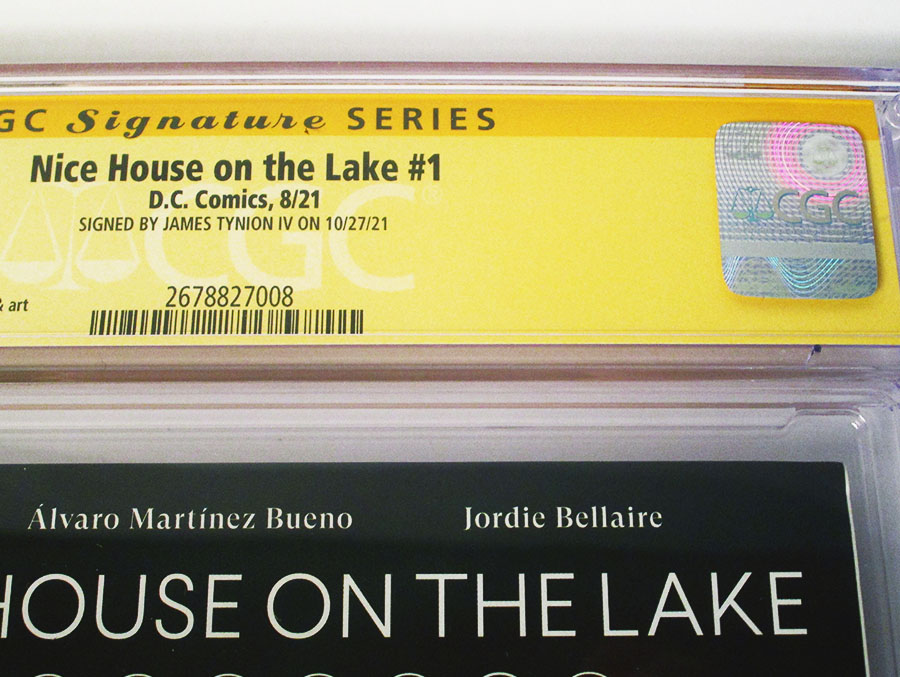 GC Signature SERIES
Nice House on the Lake #1
D.C. Comics, 8/21
SIGNED BY JAMES TYNION IV ON 10/27/21
CGC
CGC
& art
2678827008
Álvaro Martínez Bueno
Jordie Bellaire
HOUSE ON THE LAKE